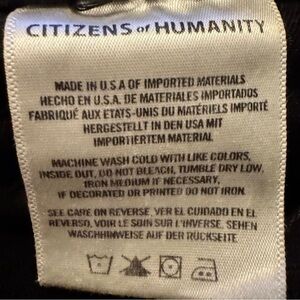 CITIZENS of HUMANITY
MADE IN U.S.A OF IMPORTED MATERIALS
HECHO EN U.S.A. DE MATERIALES IMPORTADOS
FABRIQUÉ AUX ETATS-UNIS DU MATÉRIELS IMPORTÉ
HERGESTELLT IN DEN USA MIT
IMPORTIERTEM MATERIAL
MACHINE WASH COLD WITH LIKE COLORS,
INSIDE OUT, DO NOT BLEACH, TUMBLE DRY LOW,
IRON MEDIUM IF NECESSARY,
IF DECORATED OR PRINTED DO NOT IRON.
SEE CARE ON REVERSE, VER EL CUIDADO EN EL
REVERSO, VOIR LE SOIN SUR L'INVERSE, SEHEN
WASCHHINWEISE AUF DER RÜCKSEITE